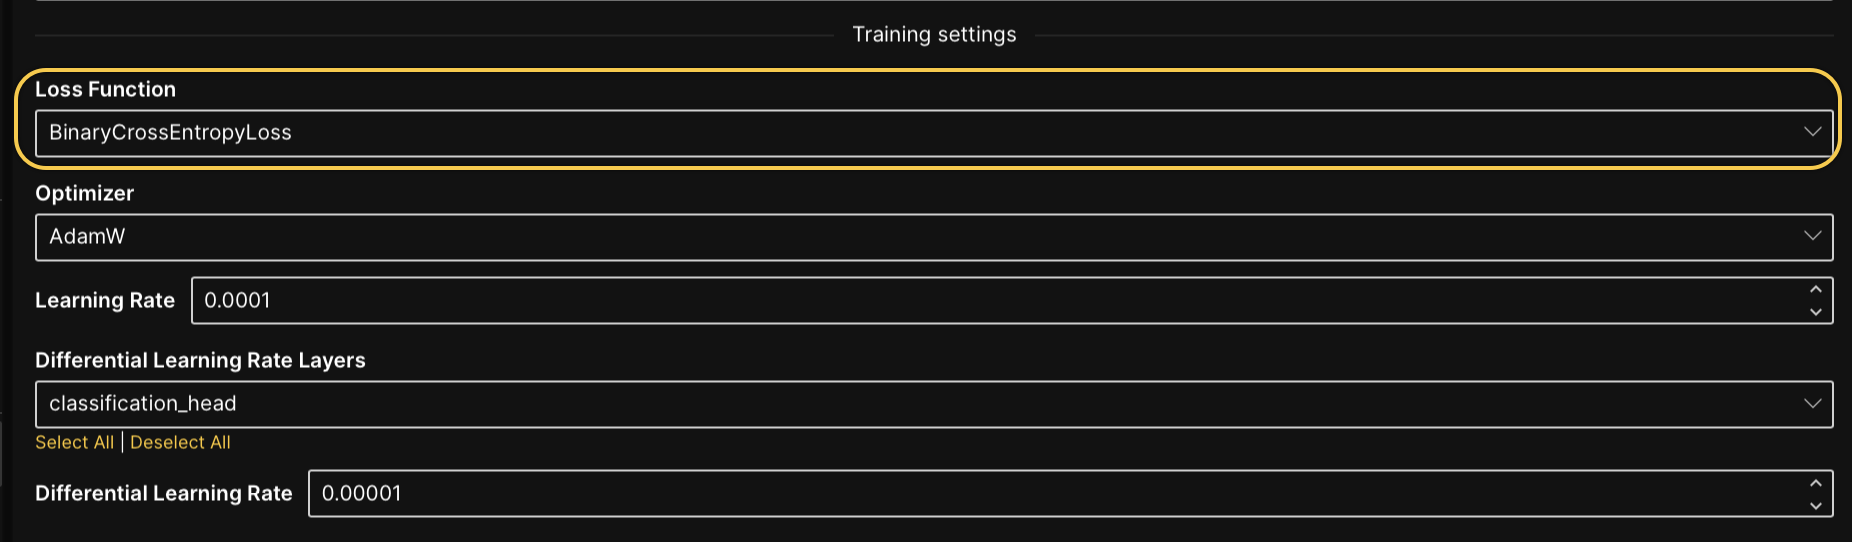 Training settings
Loss Function
BinaryCrossEntropyLoss
Optimizer
AdamW
Learning Rate 0.0001
Differential Learning Rate Layers
classification_head
Select All | Deselect All
Differential Learning Rate 0.00001